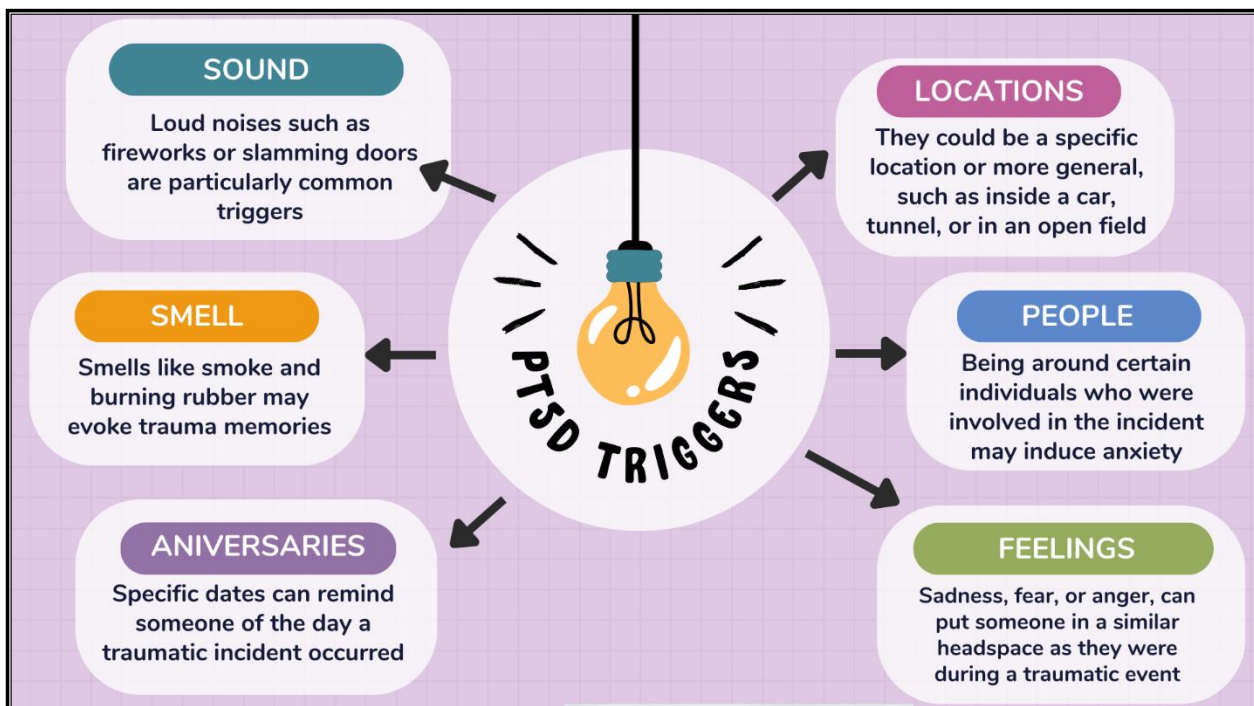 SOUND
Loud noises such as
fireworks or slamming doors
are particularly common
triggers
SMELL
Smells like smoke and
burning rubber may
evoke trauma memories
ANIVERSARIES
Specific dates can remind
someone of the day a
traumatic incident occurred
PTSD TRIGGERS
LOCATIONS
They could be a specific
location or more general,
such as inside a car,
tunnel, or in an open field
PEOPLE
Being around certain
individuals who were
involved in the incident
may induce anxiety
FEELINGS
Sadness, fear, or anger, can
put someone in a similar
headspace as they were
during a traumatic event